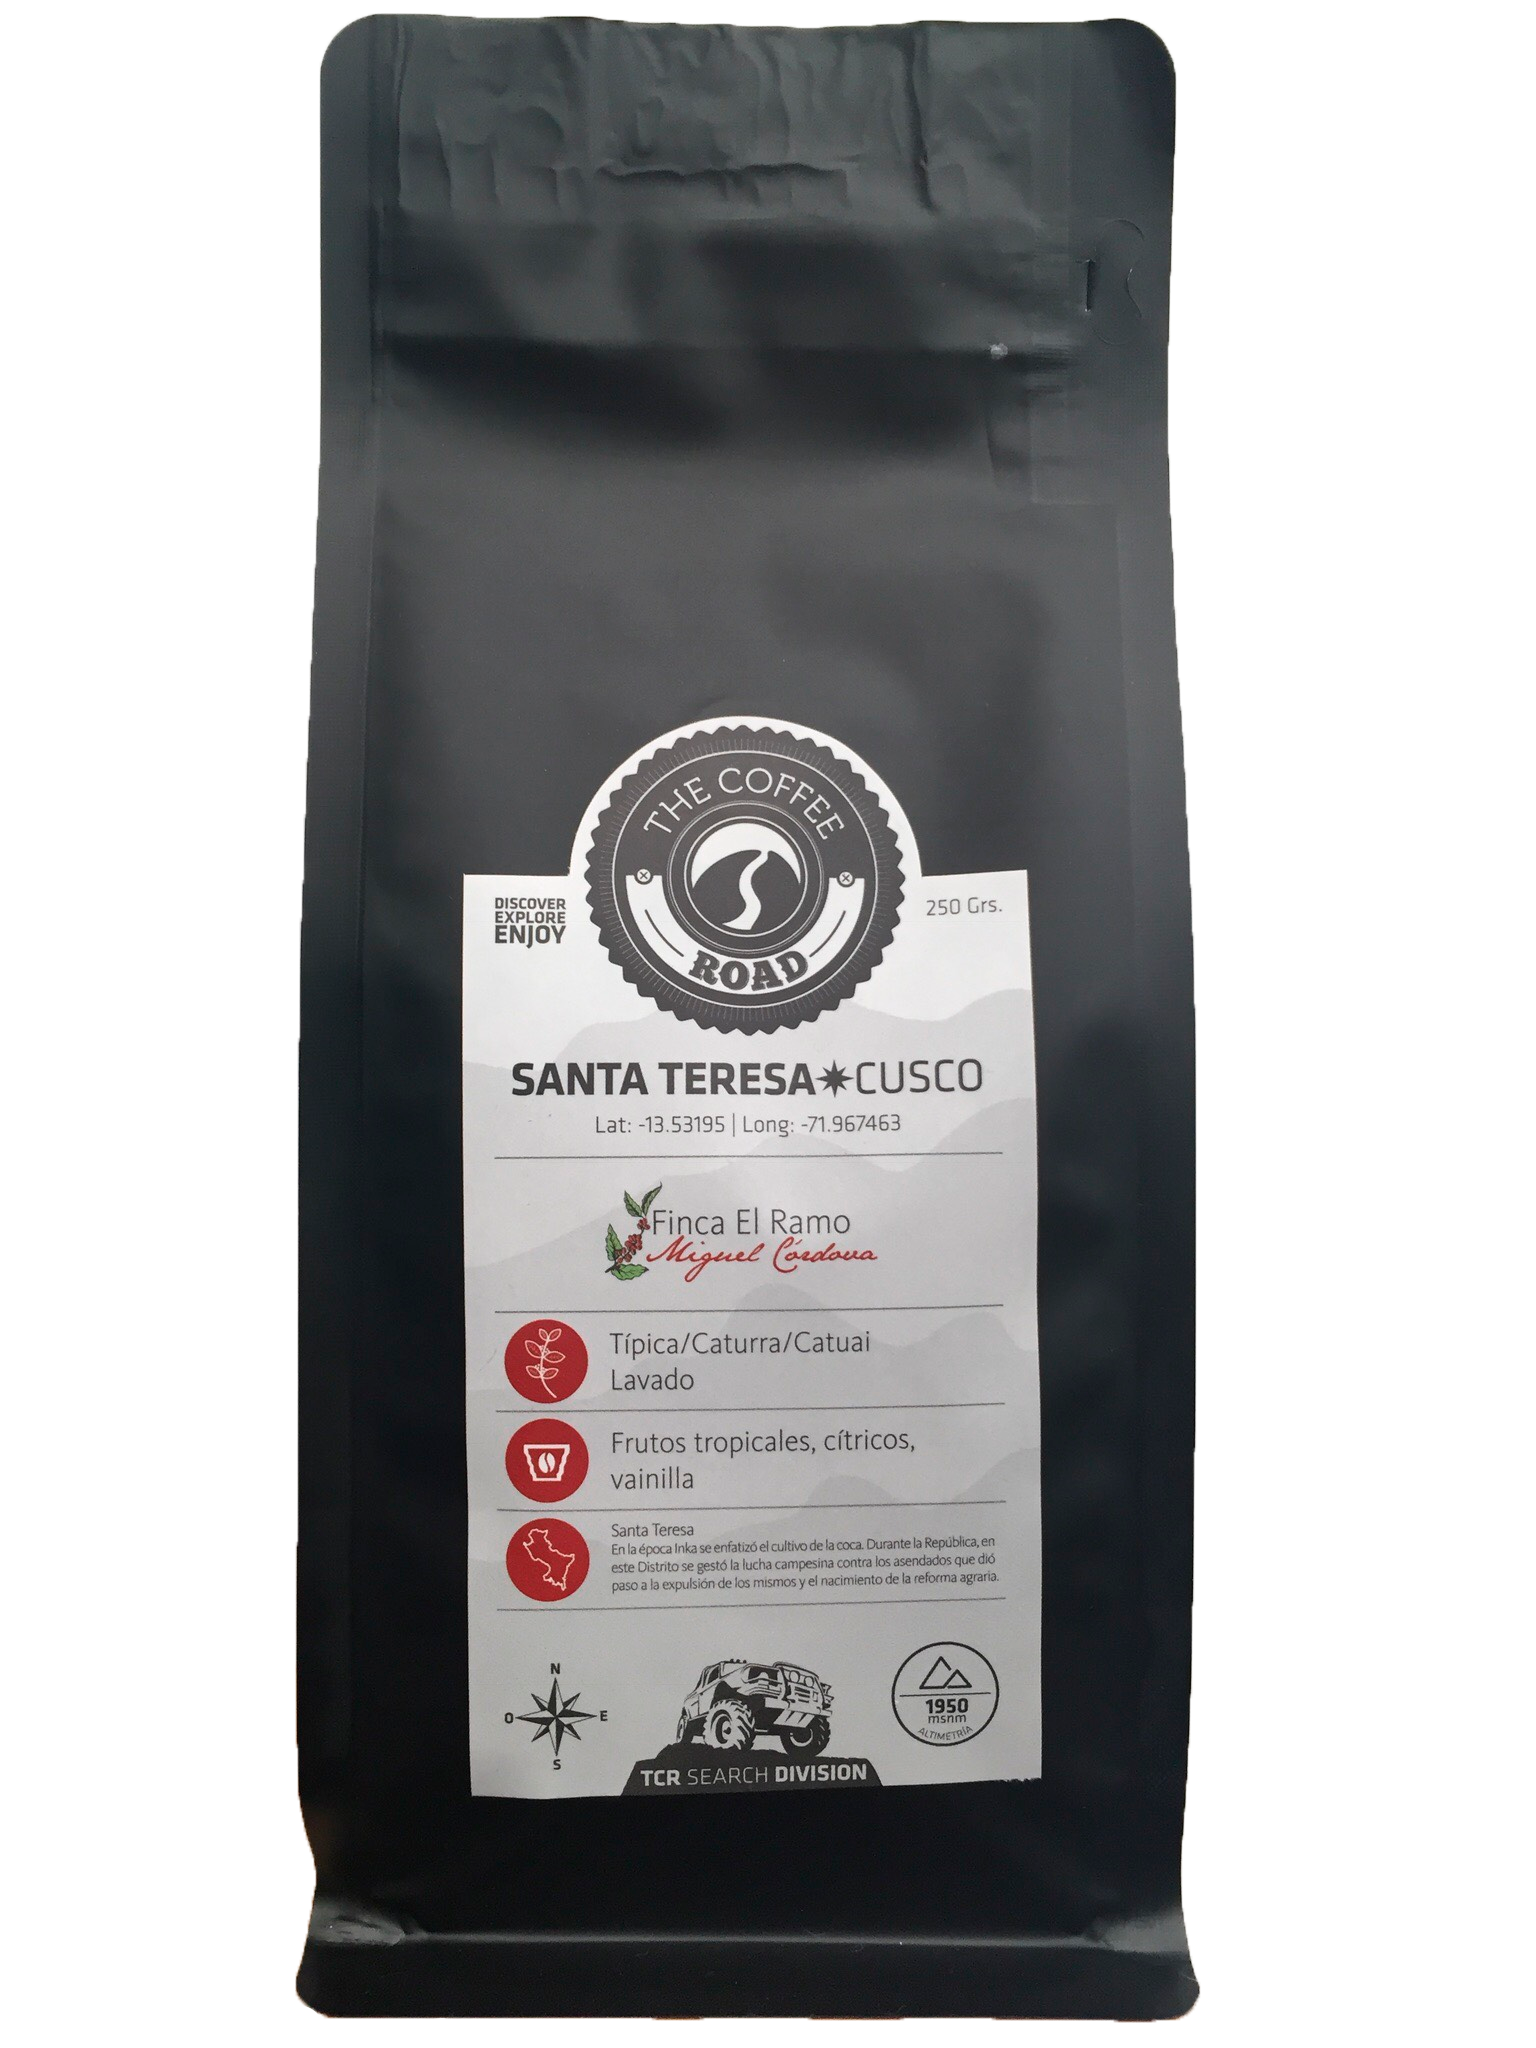 THE COFFEE
ROAD
DISCOVER
EXPLORE
ENJOY
250 Grs.
SANTA TERESA CUSCO
Lat: -13.53195 | Long: -71.967463
Finca El Ramo
Miguel Córdova
Típica/Caturra/Catuai
Lavado
Frutos tropicales, cítricos,
vainilla
Santa Teresa
En la época Inka se enfatizó el cultivo de la coca. Durante la República, en
este Distrito se gestó la lucha campesina contra los asendados que dió
paso a la expulsión de los mismos y el nacimiento de la reforma agraria.
N
O E
S
1950
msnm
ALTIMETRÍA
TCR SEARCH DIVISION